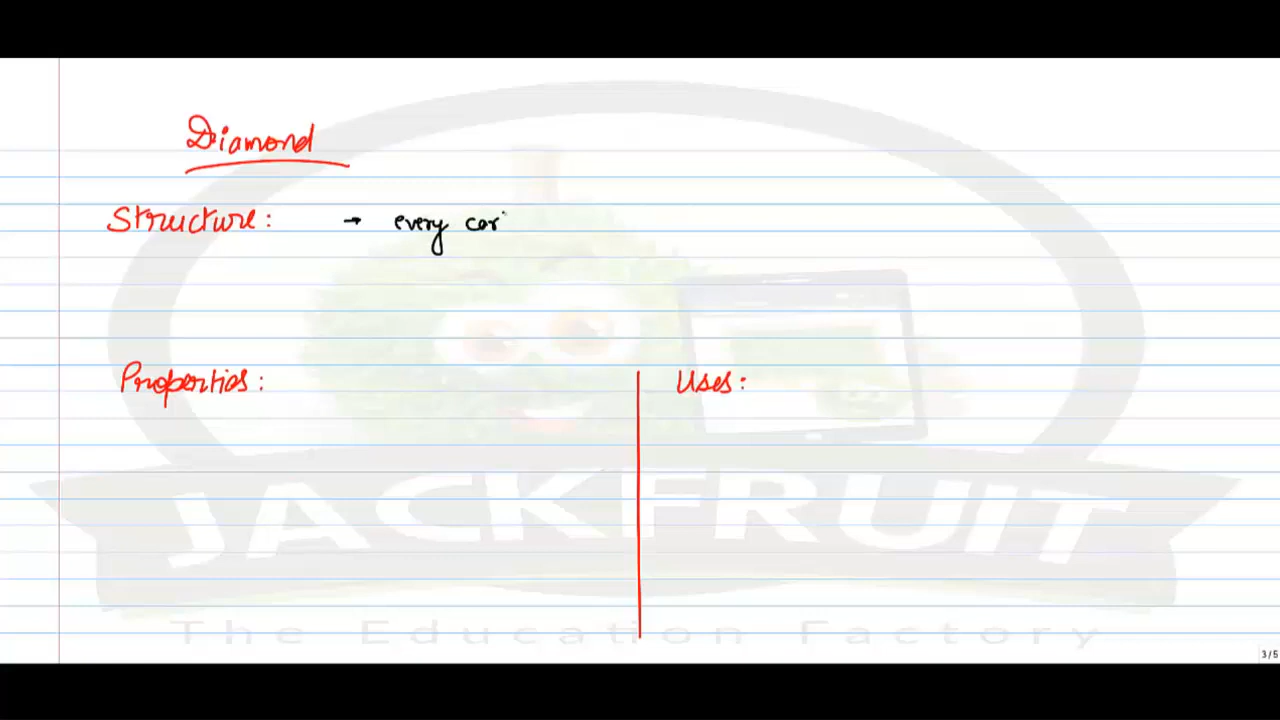 Diamond
Structure: → every car
Properties:
Uses:
JACKFRUIT
The Education Factory
3/5